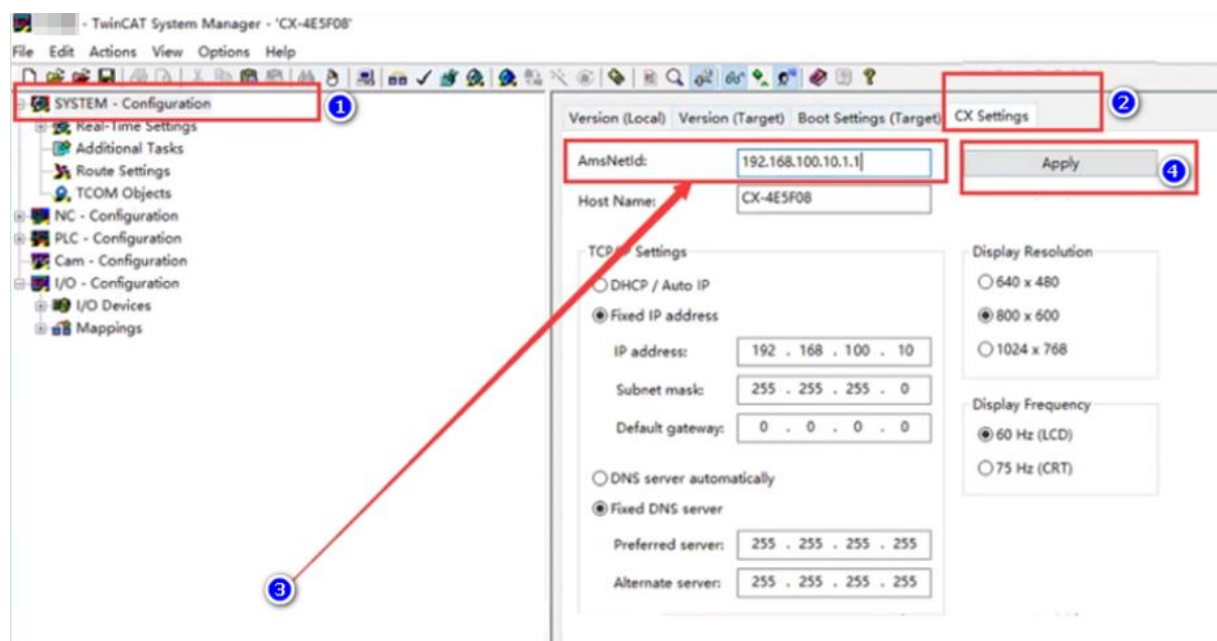 - TwinCAT System Manager - 'CX-4E5F08'
File Edit Actions View Options Help
SYSTEM - Configuration
1
Real-Time Settings
Additional Tasks
Route Settings
TCOM Objects
NC - Configuration
PLC - Configuration
Cam - Configuration
I/O - Configuration
I/O Devices
Mappings
3
Version (Local) Version (Target) Boot Settings (Target) CX Settings
2
AmsNetId: 192.168.100.10.1.1
Apply
4
Host Name: CX-4E5F08
TCP/IP Settings
DHCP / Auto IP
Fixed IP address
IP address: 192 . 168 . 100 . 10
Subnet mask: 255 . 255 . 255 . 0
Default gateway: 0 . 0 . 0 . 0
DNS server automatically
Fixed DNS server
Preferred server: 255 . 255 . 255 . 255
Alternate server: 255 . 255 . 255 . 255
Display Resolution
640 x 480
800 x 600
1024 x 768
Display Frequency
60 Hz (LCD)
75 Hz (CRT)